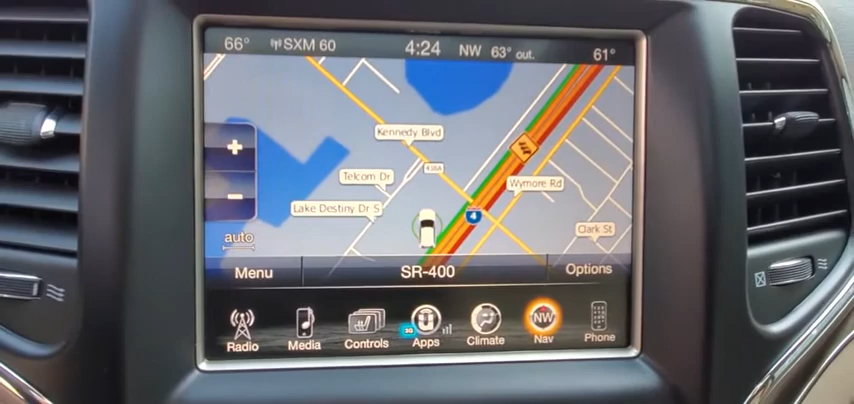 66° SXM 60 4:24 NW 63° out. 61°
Kennedy Blvd
438A
Telcom Dr
Wymore Rd
Lake Destiny Dr S
4
Clark St
+
-
auto
Menu SR-400 Options
3G NW
Radio Media Controls Apps Climate Nav Phone